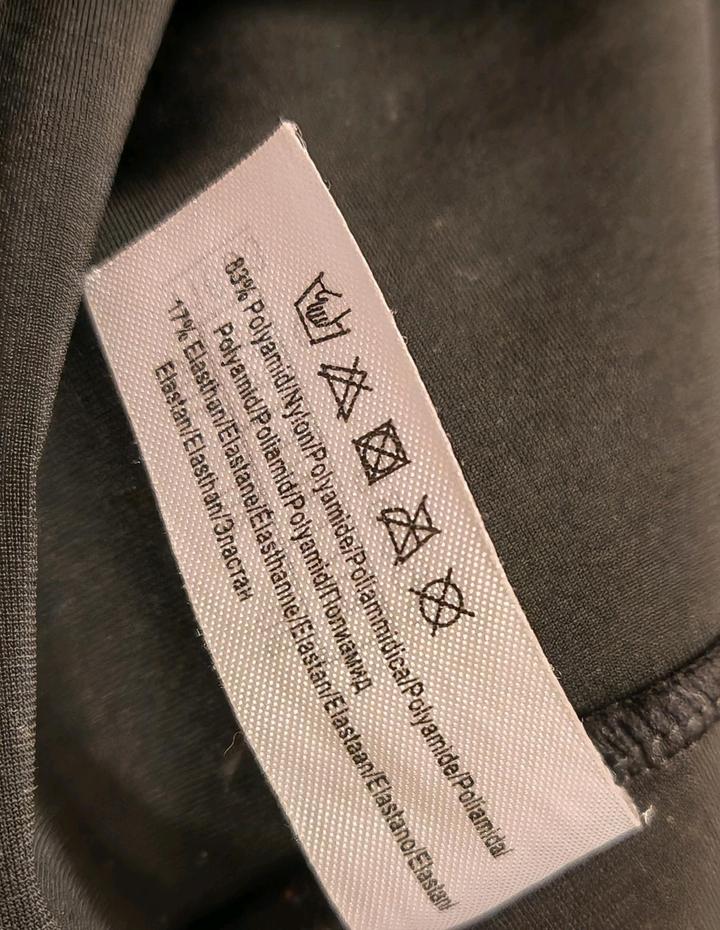 83% Polyamid/Nylon/Polyamide/Poliammidica/Polyamide/Poliamida/
Polyamid/Poliamid/Polyamid/Полиамид
17% Elasthan/Elastane/Élasthanne/Elastan/Elastaan/Elastano/Elastan/
Elastan/Elasthan/Эластан